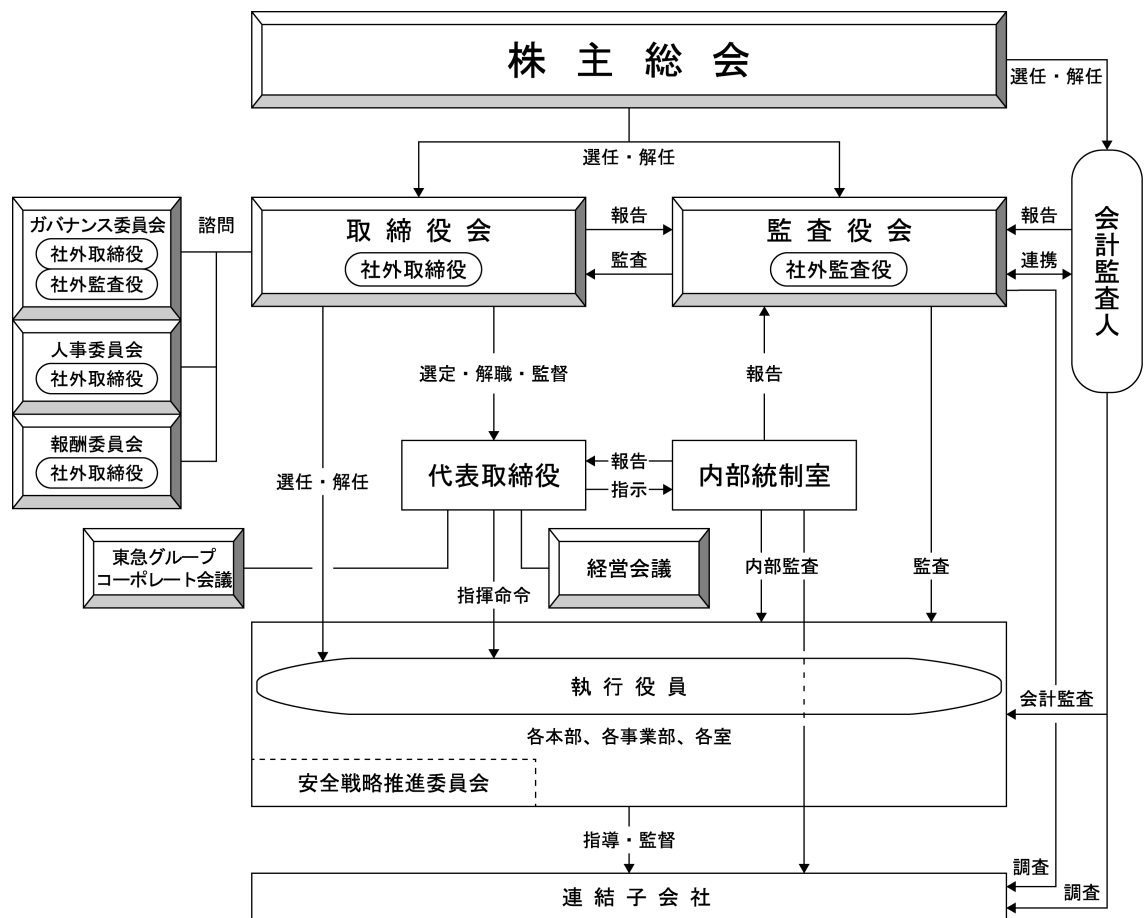 株主総会
選任・解任
選任・解任
ガバナンス委員会
社外取締役
社外監査役
諮問
取締役会
社外取締役
報告
監査
監査役会
社外監査役
報告
連携
会計監査人
人事委員会
社外取締役
報酬委員会
社外取締役
選定・解職・監督
報告
選任・解任
代表取締役
報告
指示
内部統制室
東急グループ
コーポレート会議
経営会議
指揮命令
内部監査
監査
執行役員
会計監査
各本部、各事業部、各室
安全戦略推進委員会
指導・監督
調査
調査
連結子会社